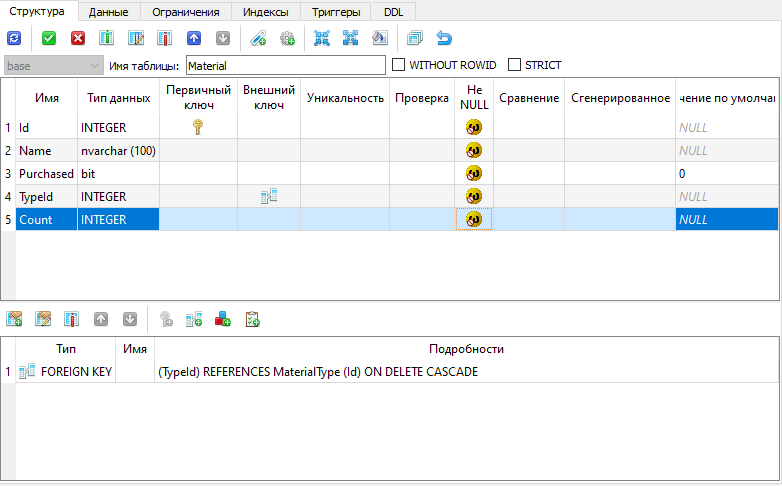 Структура Данные Ограничения Индексы Триггеры DDL
base Имя таблицы: Material WITHOUT ROWID STRICT
Имя Тип данных Первичный ключ Внешний ключ Уникальность Проверка Не NULL Сравнение Сгенерированное чение по умолчан
1 Id INTEGER NULL
2 Name nvarchar (100) NULL
3 Purchased bit 0
4 TypeId INTEGER NULL
5 Count INTEGER NULL
Тип Имя Подробности
1 FOREIGN KEY (TypeId) REFERENCES MaterialType (Id) ON DELETE CASCADE